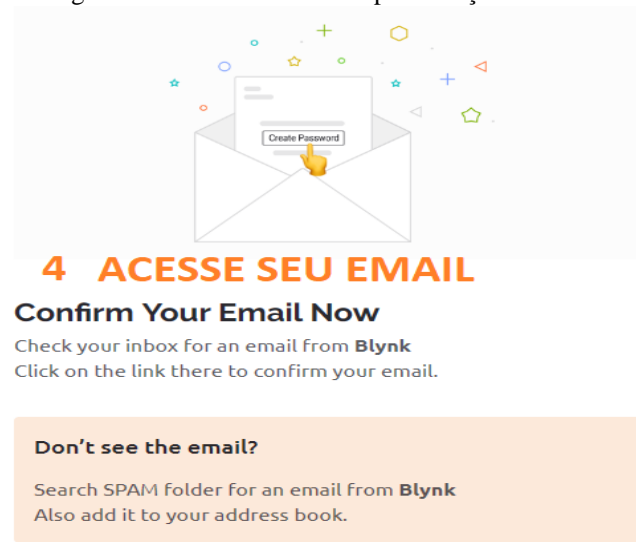 Create Password
4 ACESSE SEU EMAIL
Confirm Your Email Now
Check your inbox for an email from Blynk
Click on the link there to confirm your email.
Don't see the email?
Search SPAM folder for an email from Blynk
Also add it to your address book.